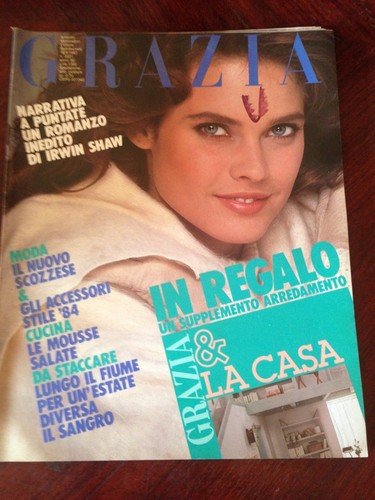 GRAZIA
NARRATIVA
A PUNTATE
UN ROMANZO
INEDITO
DI IRWIN SHAW
MODA
IL NUOVO
SCOZZESE
&
GLI ACCESSORI
STILE '84
CUCINA
LE MOUSSE
SALATE
DA STACCARE
LUNGO IL FIUME
PER UN'ESTATE
DIVERSA
IL SANGRO
IN REGALO
UN SUPPLEMENTO ARREDAMENTO
GRAZIA
& LA CASA